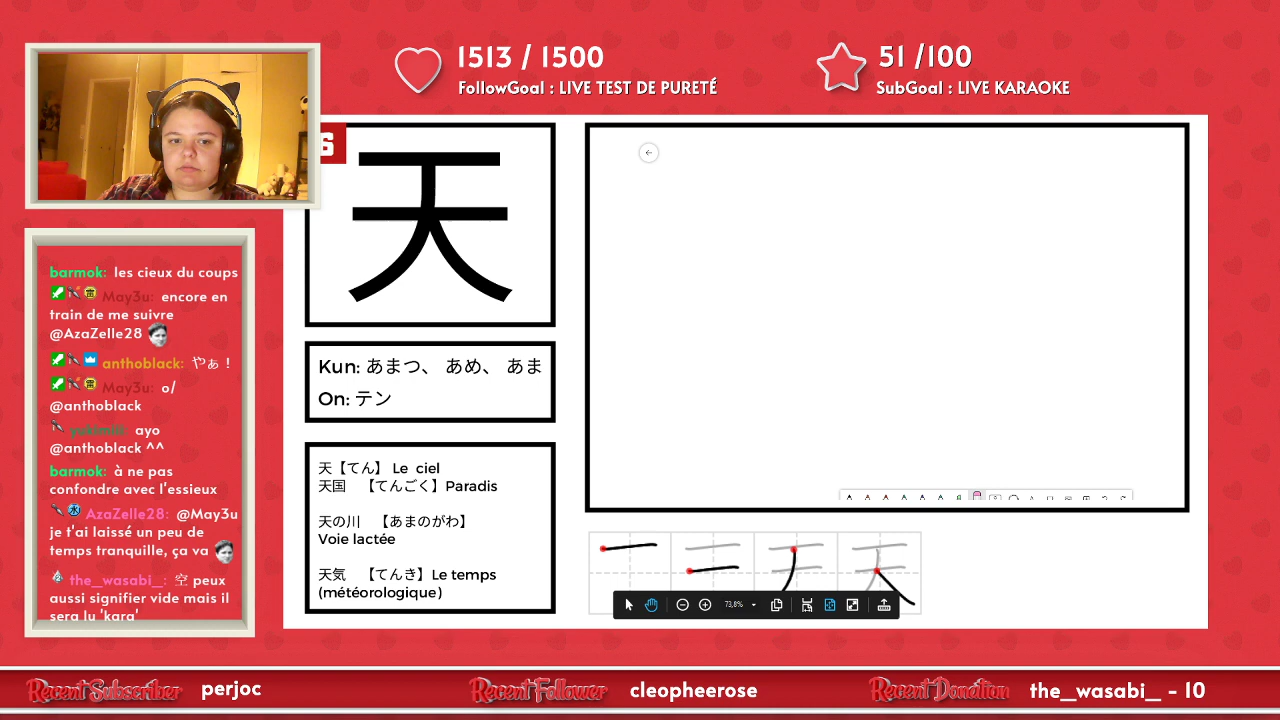 1513 / 1500
FollowGoal : LIVE TEST DE PURETÉ
51 /100
SubGoal : LIVE KARAOKE
天
Kun: あまつ、 あめ、 あま
On: テン
天【てん】 Le ciel
天国 【てんごく】Paradis
天の川 【あまのがわ】
Voie lactée
天気 【てんき】Le temps
(météorologique)
barmok: les cieux du coups
May3u: encore en
train de me suivre
@AzaZelle28
anthoblack: やぁ！
May3u: o/
@anthoblack
ayo
@anthoblack ^^
barmok: à ne pas
confondre avec l'essieux
AzaZelle28: @May3u
je t'ai laissé un peu de
temps tranquille, ça va
the_wasabi_: 空 peux
aussi signifier vide mais il
sera lu 'kara'
73,8%
Recent Subscriber perjoc
Recent Follower cleopheerose
Recent Donation the_wasabi_ - 10